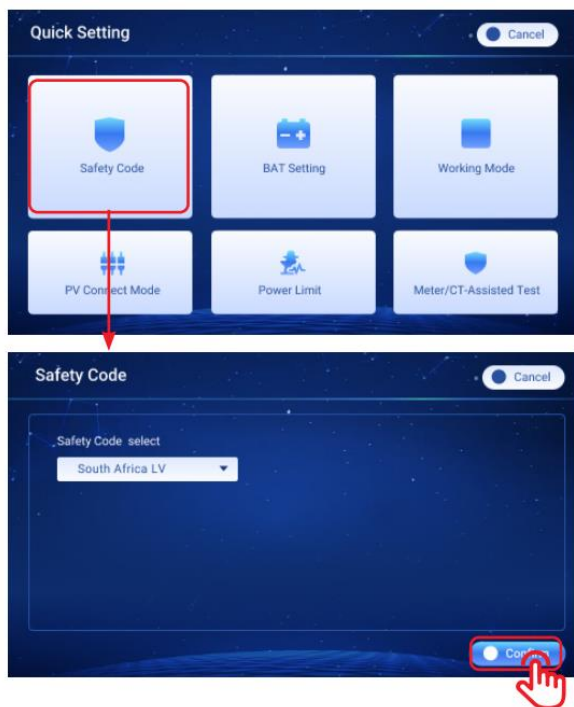 Quick Setting
Cancel
Safety Code
BAT Setting
Working Mode
PV Connect Mode
Power Limit
Meter/CT-Assisted Test
Safety Code
Cancel
Safety Code select
South Africa LV
Confirm